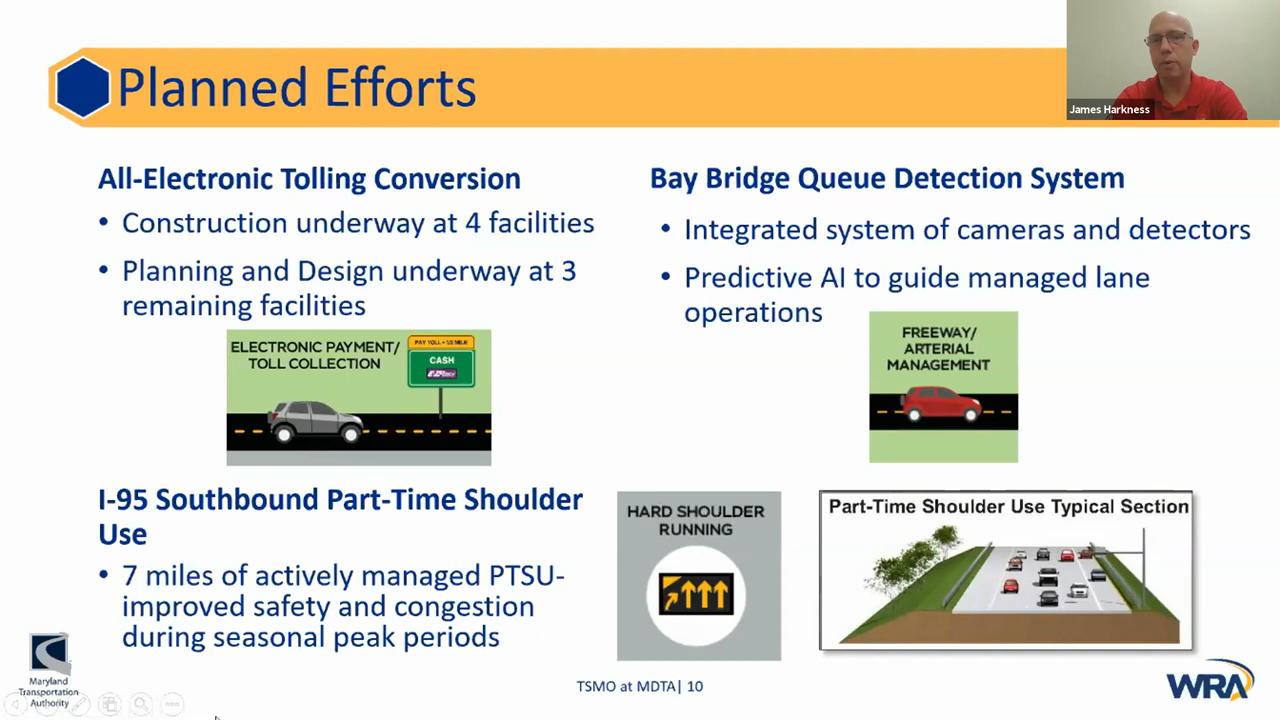 Planned Efforts
James Harkness
All-Electronic Tolling Conversion
• Construction underway at 4 facilities
• Planning and Design underway at 3
remaining facilities
ELECTRONIC PAYMENT/
TOLL COLLECTION
CASH
Bay Bridge Queue Detection System
• Integrated system of cameras and detectors
• Predictive AI to guide managed lane
operations
FREEWAY/
ARTERIAL
MANAGEMENT
I-95 Southbound Part-Time Shoulder
Use
• 7 miles of actively managed PTSU-
improved safety and congestion
during seasonal peak periods
HARD SHOULDER
RUNNING
Part-Time Shoulder Use Typical Section
Maryland
Transportation
Authority
TSMO at MDTA| 10
WRA